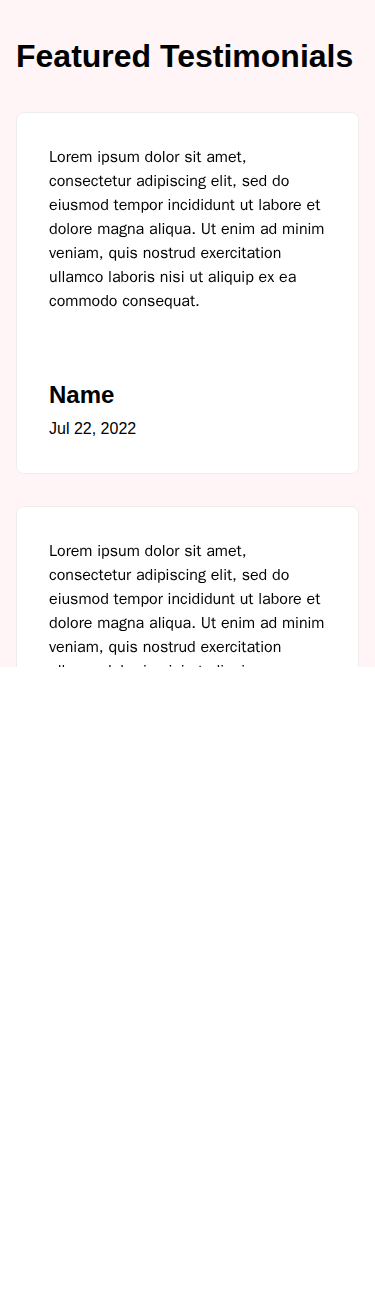 Featured Testimonials
Lorem ipsum dolor sit amet,
consectetur adipiscing elit, sed do
eiusmod tempor incididunt ut labore et
dolore magna aliqua. Ut enim ad minim
veniam, quis nostrud exercitation
ullamco laboris nisi ut aliquip ex ea
commodo consequat.
Name
Jul 22, 2022
Lorem ipsum dolor sit amet,
consectetur adipiscing elit, sed do
eiusmod tempor incididunt ut labore et
dolore magna aliqua. Ut enim ad minim
veniam, quis nostrud exercitation